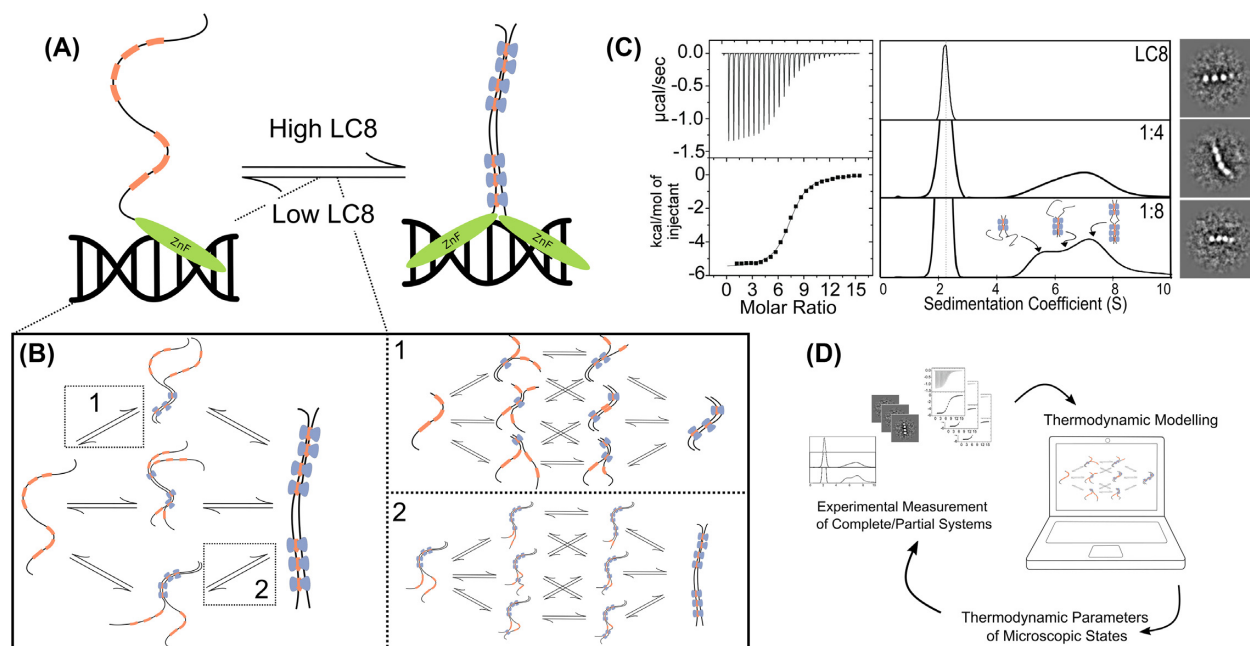 (A)
High LC8
Low LC8
ZnF
ZnF
ZnF
(B)
1
2
1
2
(C)
µcal/sec
0.0
-0.5
-1.0
-1.5
kcal/mol of
injectant
0
-2
-4
-6
0 3 6 9 12 15
Molar Ratio
LC8
1:4
1:8
0 2 4 6 8 10
Sedimentation Coefficient (S)
(D)
Thermodynamic Modelling
Experimental Measurement
of Complete/Partial Systems
Thermodynamic Parameters
of Microscopic States